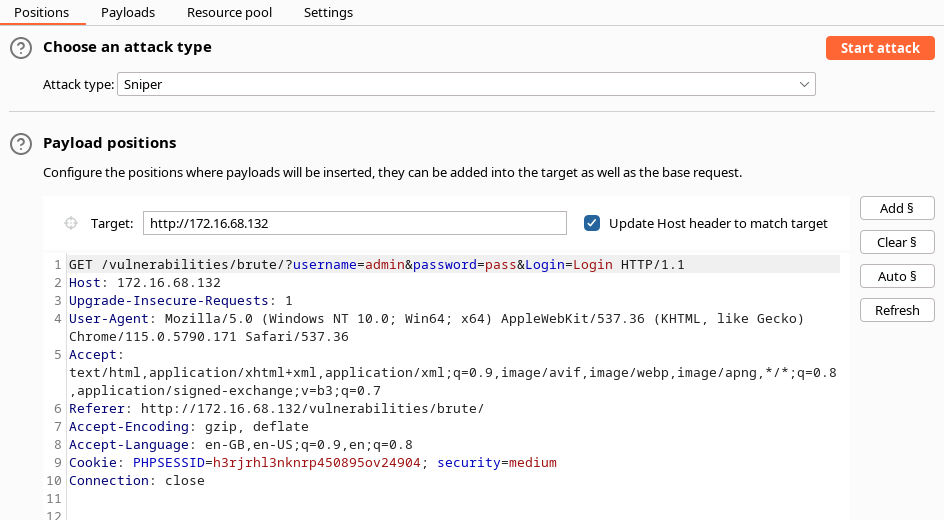 Positions Payloads Resource pool Settings
Choose an attack type
Start attack
Attack type: Sniper
Payload positions
Configure the positions where payloads will be inserted, they can be added into the target as well as the base request.
Target: http://172.16.68.132 Update Host header to match target
Add §
Clear §
Auto §
Refresh
1 GET /vulnerabilities/brute/?username=admin&password=pass&Login=Login HTTP/1.1
2 Host: 172.16.68.132
3 Upgrade-Insecure-Requests: 1
4 User-Agent: Mozilla/5.0 (Windows NT 10.0; Win64; x64) AppleWebKit/537.36 (KHTML, like Gecko)
Chrome/115.0.5790.171 Safari/537.36
5 Accept:
text/html,application/xhtml+xml,application/xml;q=0.9,image/avif,image/webp,image/apng,*/*;q=0.8
,application/signed-exchange;v=b3;q=0.7
6 Referer: http://172.16.68.132/vulnerabilities/brute/
7 Accept-Encoding: gzip, deflate
8 Accept-Language: en-GB,en-US;q=0.9,en;q=0.8
9 Cookie: PHPSESSID=h3rjrhl3nknrp450895ov24904; security=medium
10 Connection: close
11
12